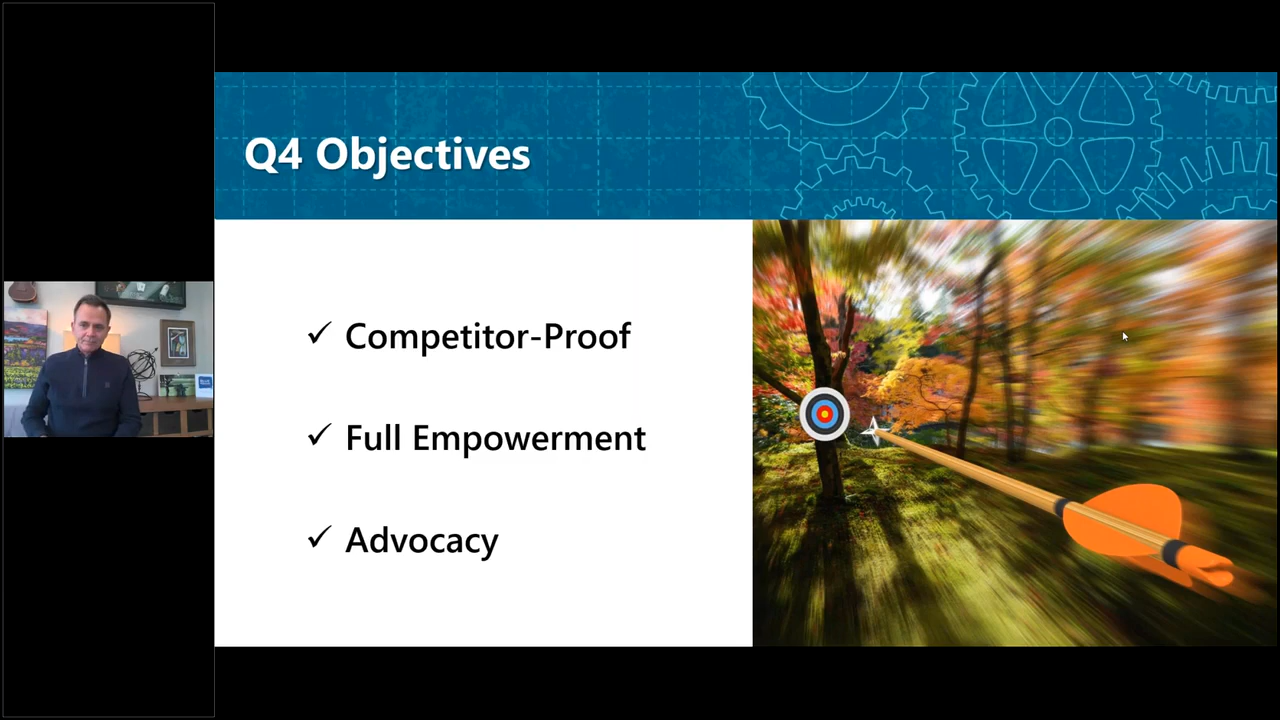 Q4 Objectives
✓ Competitor-Proof
✓ Full Empowerment
✓ Advocacy